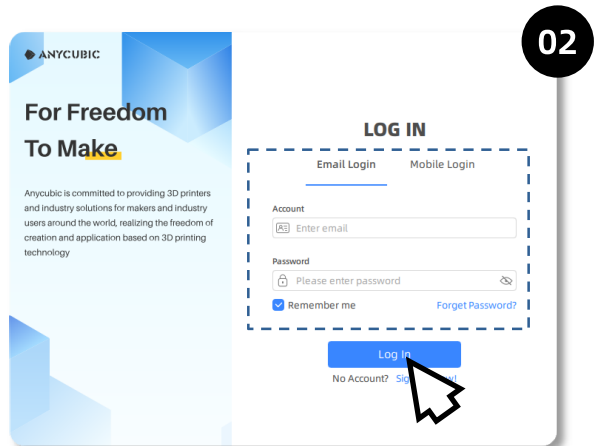 02
ANYCUBIC
For Freedom
To Make
Anycubic is committed to providing 3D printers
and industry solutions for makers and industry
users around the world, realizing the freedom of
creation and application based on 3D printing
technology
LOG IN
Email Login Mobile Login
Account
Enter email
Password
Please enter password
Remember me Forget Password?
Log In
No Account?